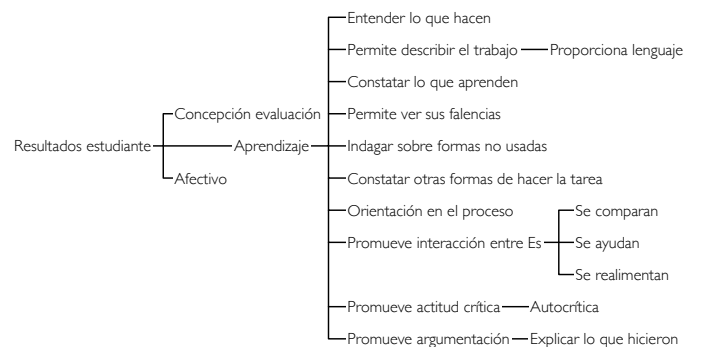 Entender lo que hacen
Permite describir el trabajo
Proporciona lenguaje
Constatar lo que aprenden
Concepción evaluación
Permite ver sus falencias
Resultados estudiante
Aprendizaje
Indagar sobre formas no usadas
Afectivo
Constatar otras formas de hacer la tarea
Orientación en el proceso
Se comparan
Promueve interacción entre Es
Se ayudan
Se realimentan
Promueve actitud crítica
Autocrítica
Promueve argumentación
Explicar lo que hicieron